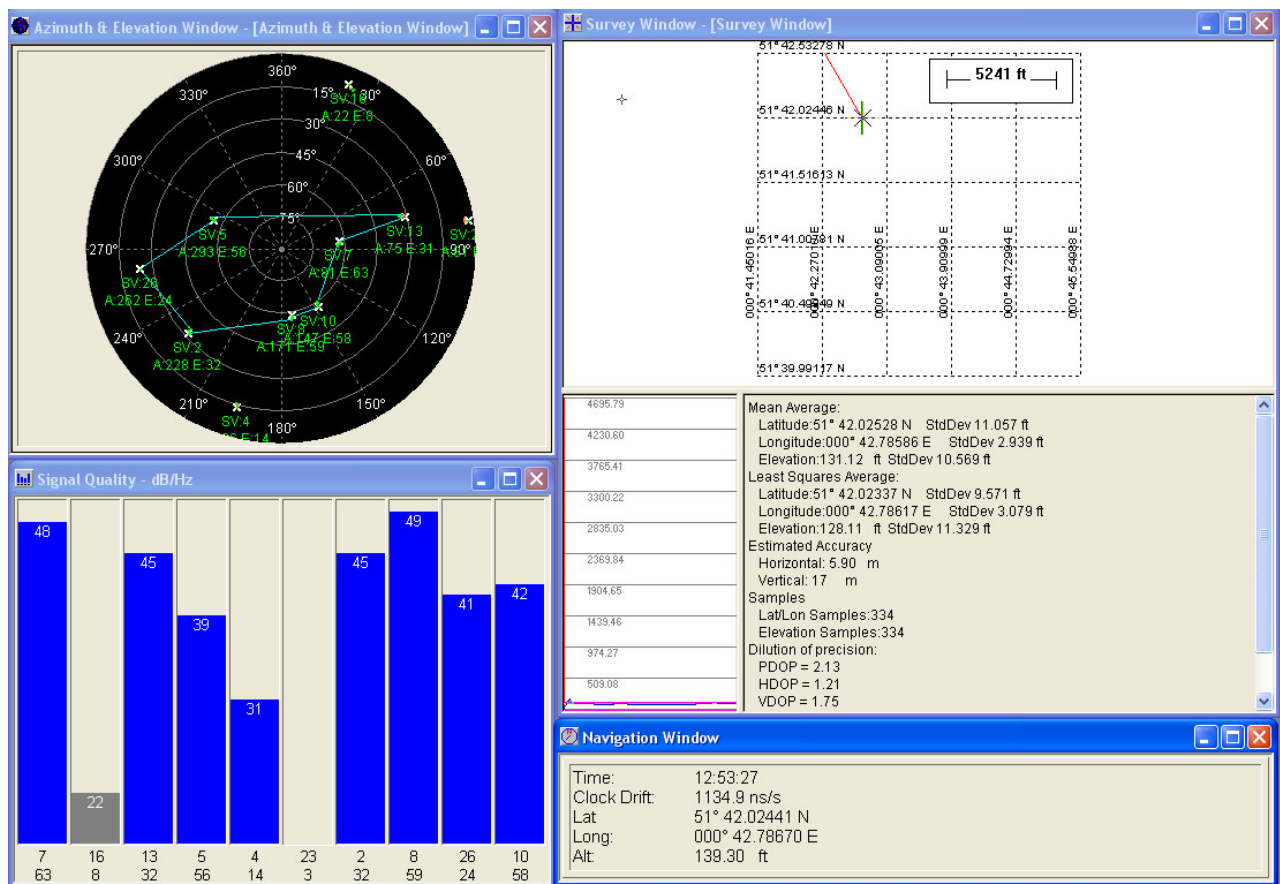 Azimuth & Elevation Window - [Azimuth & Elevation Window]
360°
330°
15°
30°
SV:16
A:22 E:8
30°
45°
300°
60°
60°
75°
SV:5
A:293 E:56
SV:13
A:75 E:31
SV:7
A:81 E:63
270°
90°
SV:26
A:262 E:24
SV:10
A:147 E:58
SV:8
A:171 E:59
240°
120°
SV:2
A:228 E:32
210°
150°
SV:4
E:14
180°
Signal Quality - dB/Hz
48 22 45 39 31 45 49 41 42
7 16 13 5 4 23 2 8 26 10
63 8 32 56 14 3 32 59 24 58
Survey Window - [Survey Window]
51° 42.53278 N
5241 ft
51° 42.02446 N
51° 41.51613 N
51° 41.00781 N
51° 40.49949 N
51° 39.99117 N
000° 41.45016 E
000° 42.27011 E
000° 43.09005 E
000° 43.90999 E
000° 44.72994 E
000° 45.54988 E
4695.79
4230.60
3765.41
3300.22
2835.03
2369.84
1904.65
1439.46
974.27
509.08
Mean Average:
Latitude:51° 42.02528 N StdDev 11.057 ft
Longitude:000° 42.78586 E StdDev 2.939 ft
Elevation:131.12 ft StdDev 10.569 ft
Least Squares Average:
Latitude:51° 42.02337 N StdDev 9.571 ft
Longitude:000° 42.78617 E StdDev 3.079 ft
Elevation:128.11 ft StdDev 11.329 ft
Estimated Accuracy
Horizontal: 5.90 m
Vertical: 17 m
Samples
Lat/Lon Samples:334
Elevation Samples:334
Dilution of precision:
PDOP = 2.13
HDOP = 1.21
VDOP = 1.75
Navigation Window
Time: 12:53:27
Clock Drift: 1134.9 ns/s
Lat 51° 42.02441 N
Long: 000° 42.78670 E
Alt: 139.30 ft